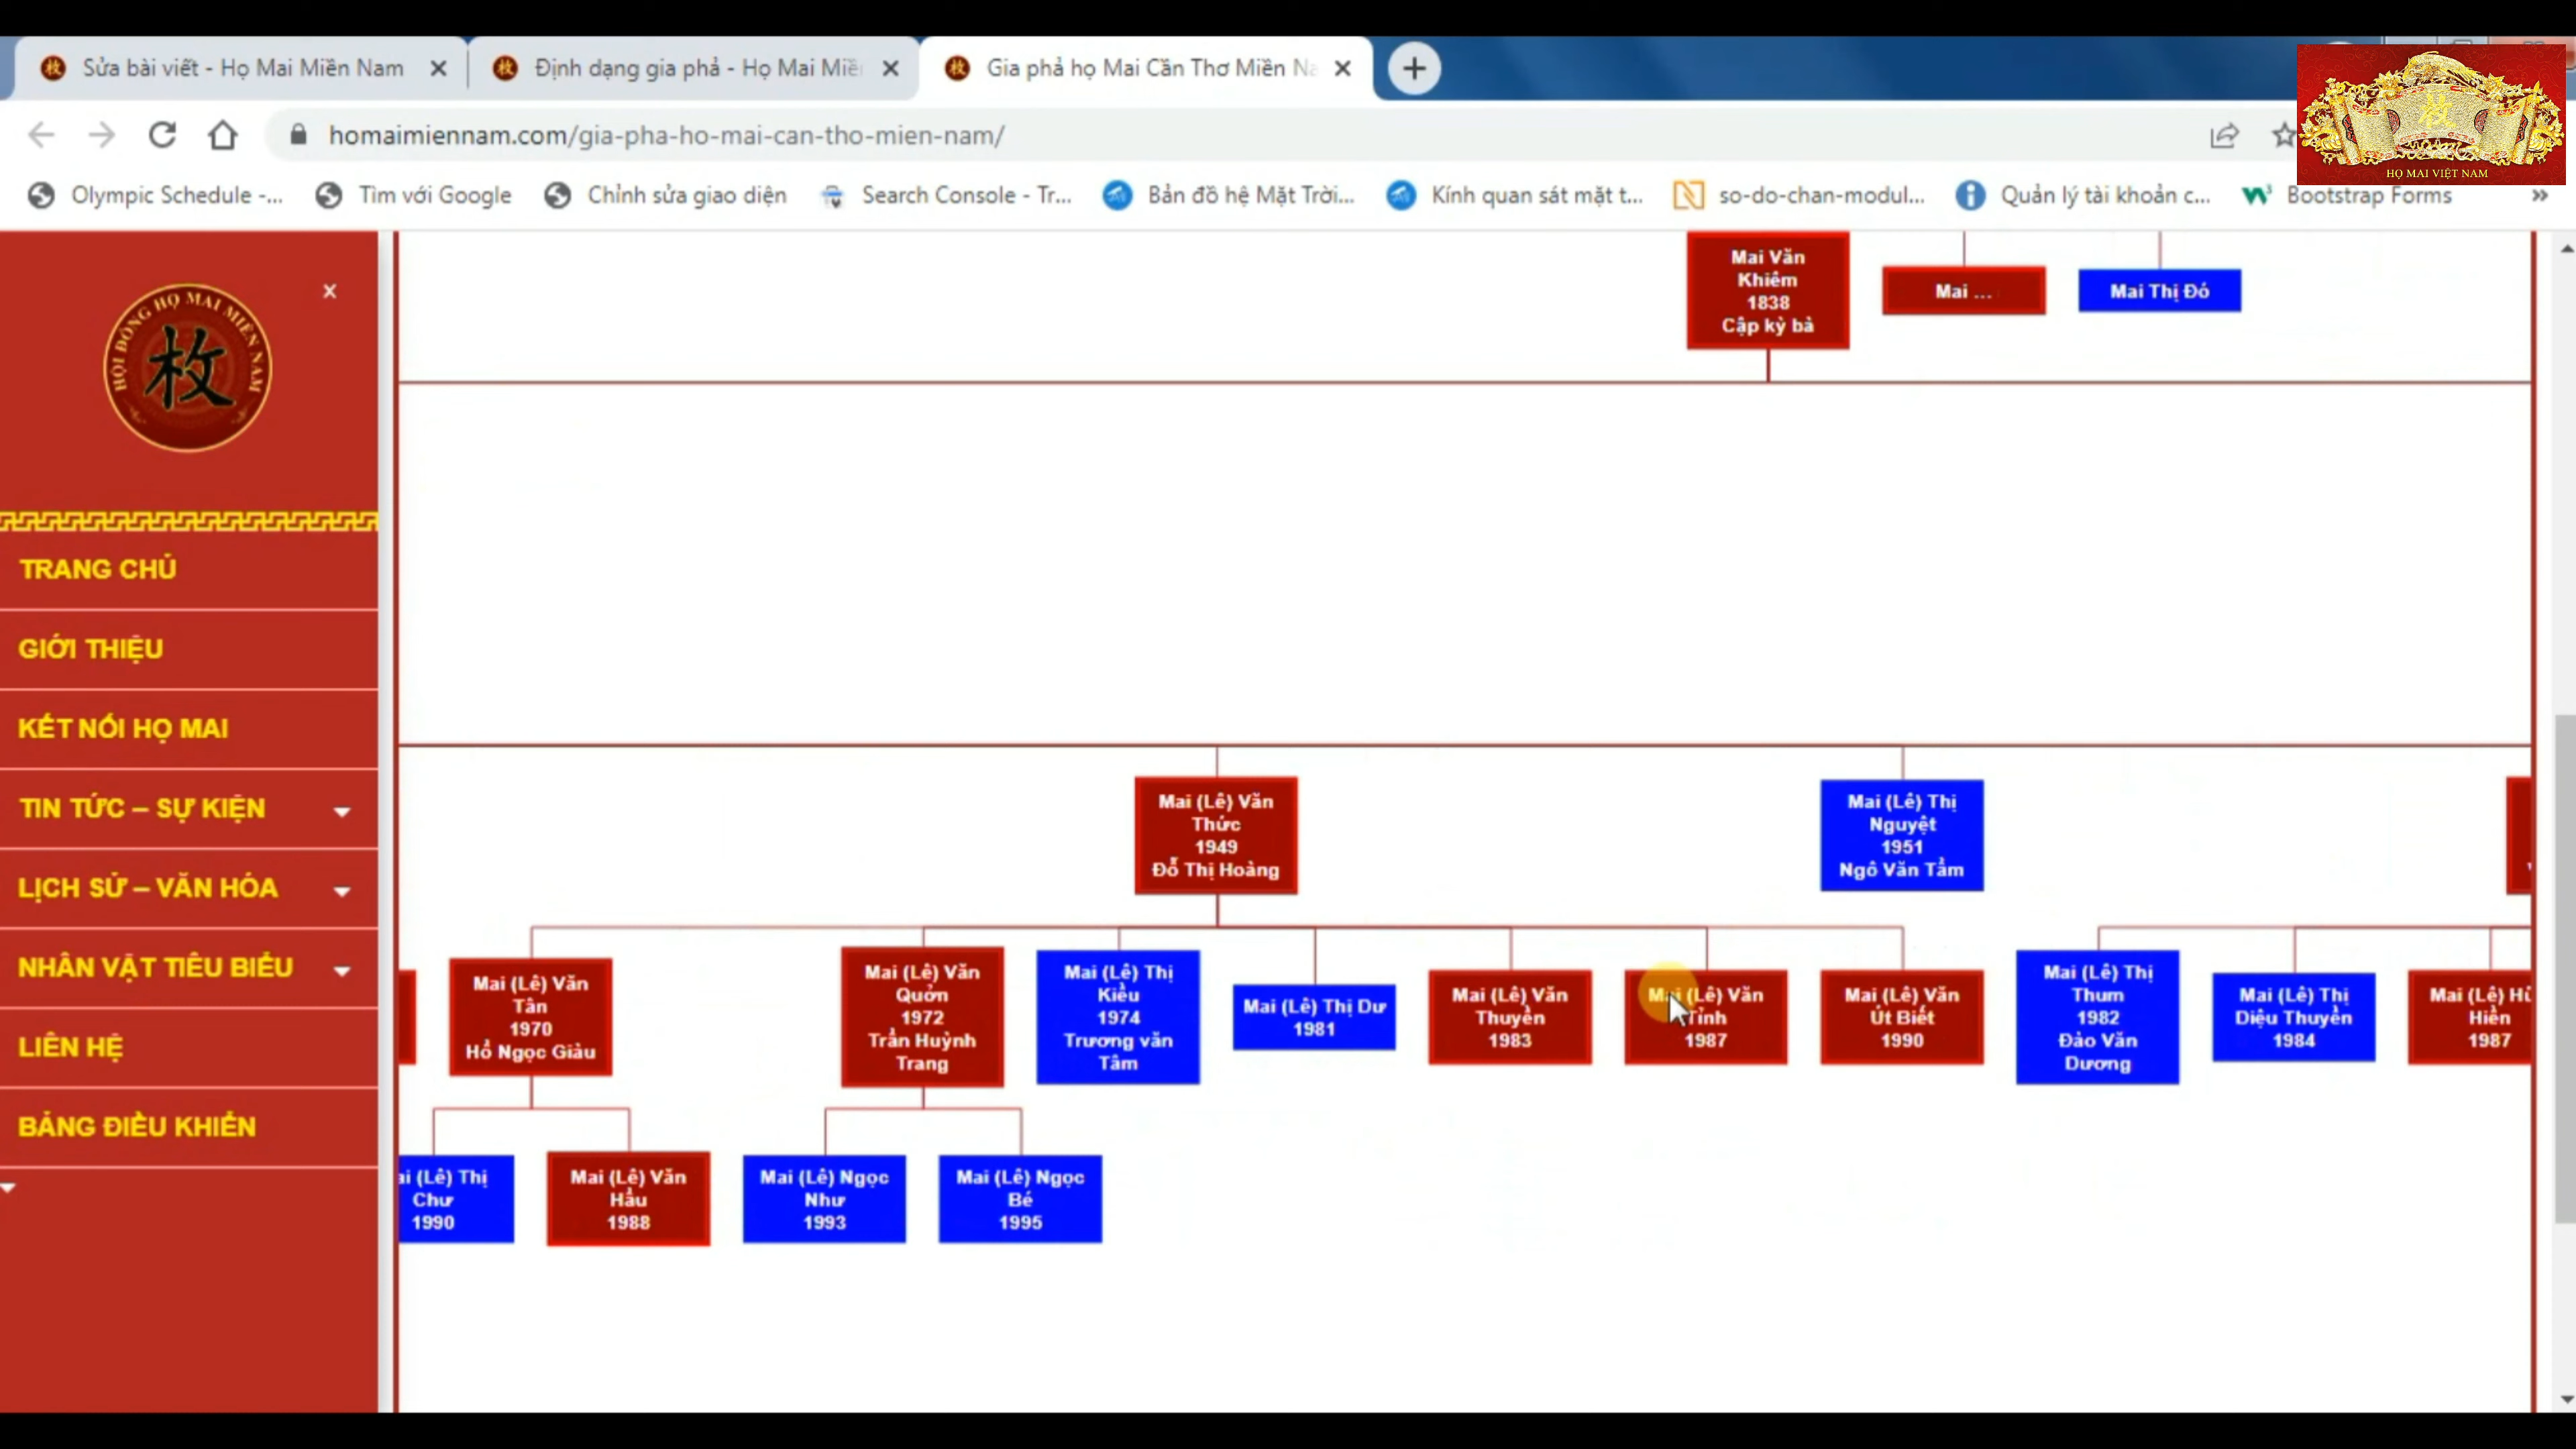 Sửa bài viết - Họ Mai Miền Nam
Định dạng gia phả - Họ Mai Miề
Gia phả họ Mai Cần Thơ Miền Na
homaimiennam.com/gia-pha-ho-mai-can-tho-mien-nam/
Olympic Schedule -...
Tìm với Google
Chỉnh sửa giao diện
Search Console - Tr...
Bản đồ hệ Mặt Trời...
Kính quan sát mặt t...
so-do-chan-modul...
Quản lý tài khoản c...
Bootstrap Forms
枚
HỌ MAI VIỆT NAM
HỘI ĐỒNG HỌ MAI MIỀN NAM
枚
TRANG CHỦ
GIỚI THIỆU
KẾT NỐI HỌ MAI
TIN TỨC – SỰ KIỆN
LỊCH SỬ – VĂN HÓA
NHÂN VẬT TIÊU BIỂU
LIÊN HỆ
BẢNG ĐIỀU KHIỂN
Mai Văn
Khiêm
1838
Cập kỳ bà
Mai ...
Mai Thị Đó
Mai (Lê) Văn
Thức
1949
Đỗ Thị Hoàng
Mai (Lê) Thị
Nguyệt
1951
Ngô Văn Tầm
Mai (Lê) Văn
Tân
1970
Hồ Ngọc Giàu
Mai (Lê) Văn
Quởn
1972
Trần Huỳnh
Trang
Mai (Lê) Thị
Kiều
1974
Trương văn
Tâm
Mai (Lê) Thị Dư
1981
Mai (Lê) Văn
Thuyền
1983
Mai (Lê) Văn
Tỉnh
1987
Mai (Lê) Văn
Út Biết
1990
Mai (Lê) Thị
Thum
1982
Đào Văn
Dương
Mai (Lê) Thị
Diệu Thuyền
1984
Mai (Lê) Hữ
Hiền
1987
ai (Lê) Thị
Chư
1990
Mai (Lê) Văn
Hầu
1988
Mai (Lê) Ngọc
Như
1993
Mai (Lê) Ngọc
Bé
1995